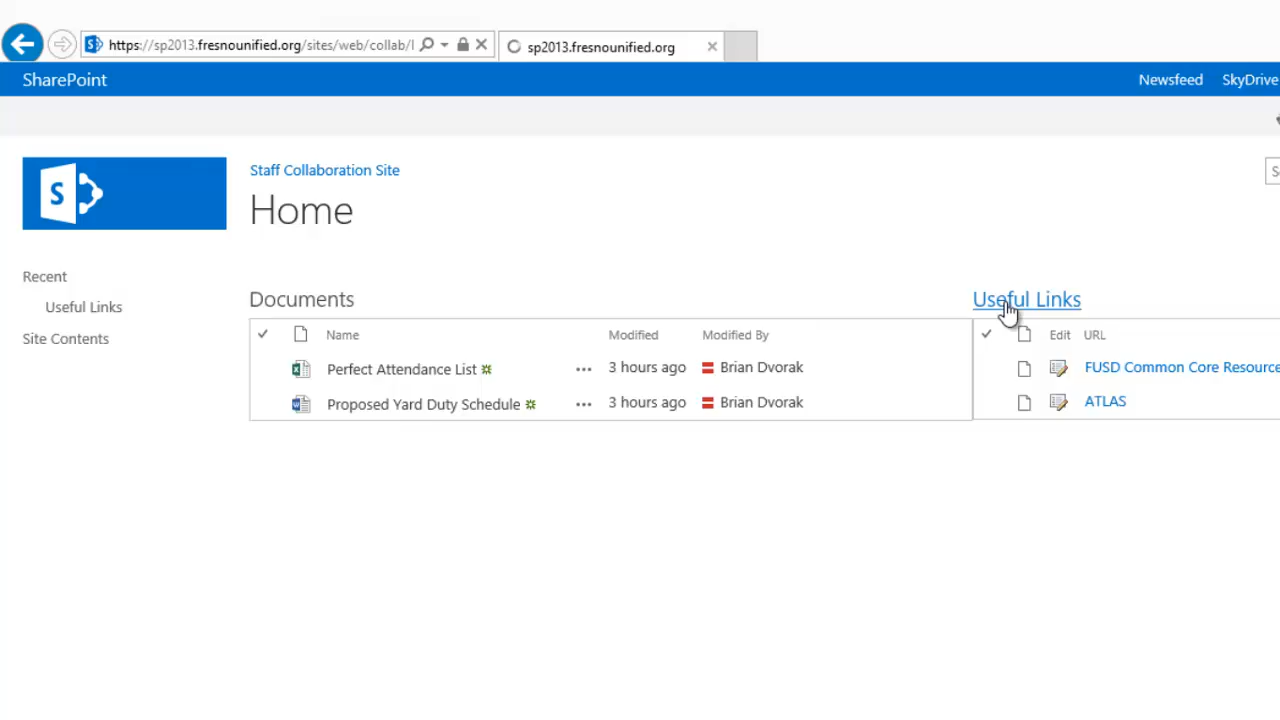 https://sp2013.fresnounified.org/sites/web/collab/l
sp2013.fresnounified.org
SharePoint
Newsfeed
SkyDrive
S
Staff Collaboration Site
Home
Recent
Useful Links
Site Contents
Documents
Name Modified Modified By
Perfect Attendance List ... 3 hours ago Brian Dvorak
Proposed Yard Duty Schedule ... 3 hours ago Brian Dvorak
Useful Links
Edit URL
FUSD Common Core Resource
ATLAS